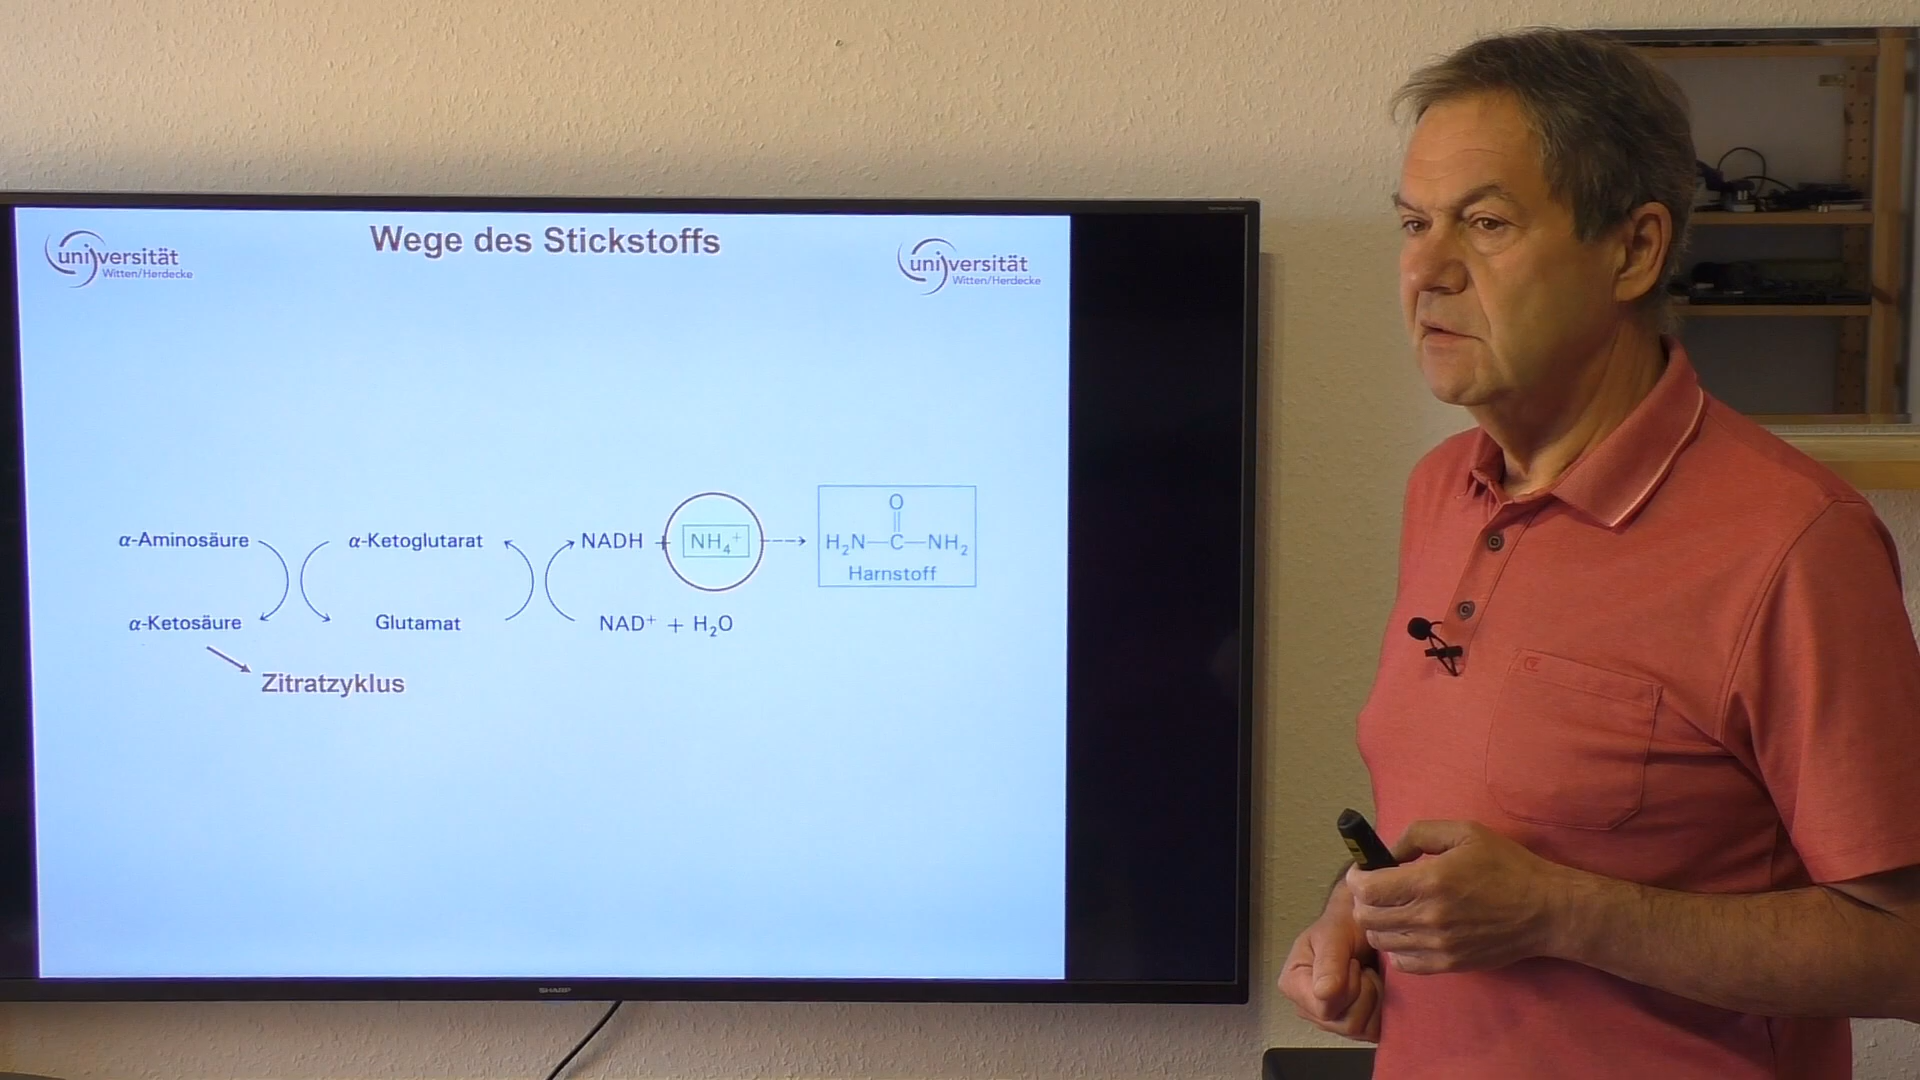 Wege des Stickstoffs
universität
Witten/Herdecke
universität
Witten/Herdecke
α-Aminosäure
α-Ketoglutarat
NADH + NH₄⁺
O
H₂N—C—NH₂
Harnstoff
α-Ketosäure
Glutamat
NAD⁺ + H₂O
Zitratzyklus
SHARP